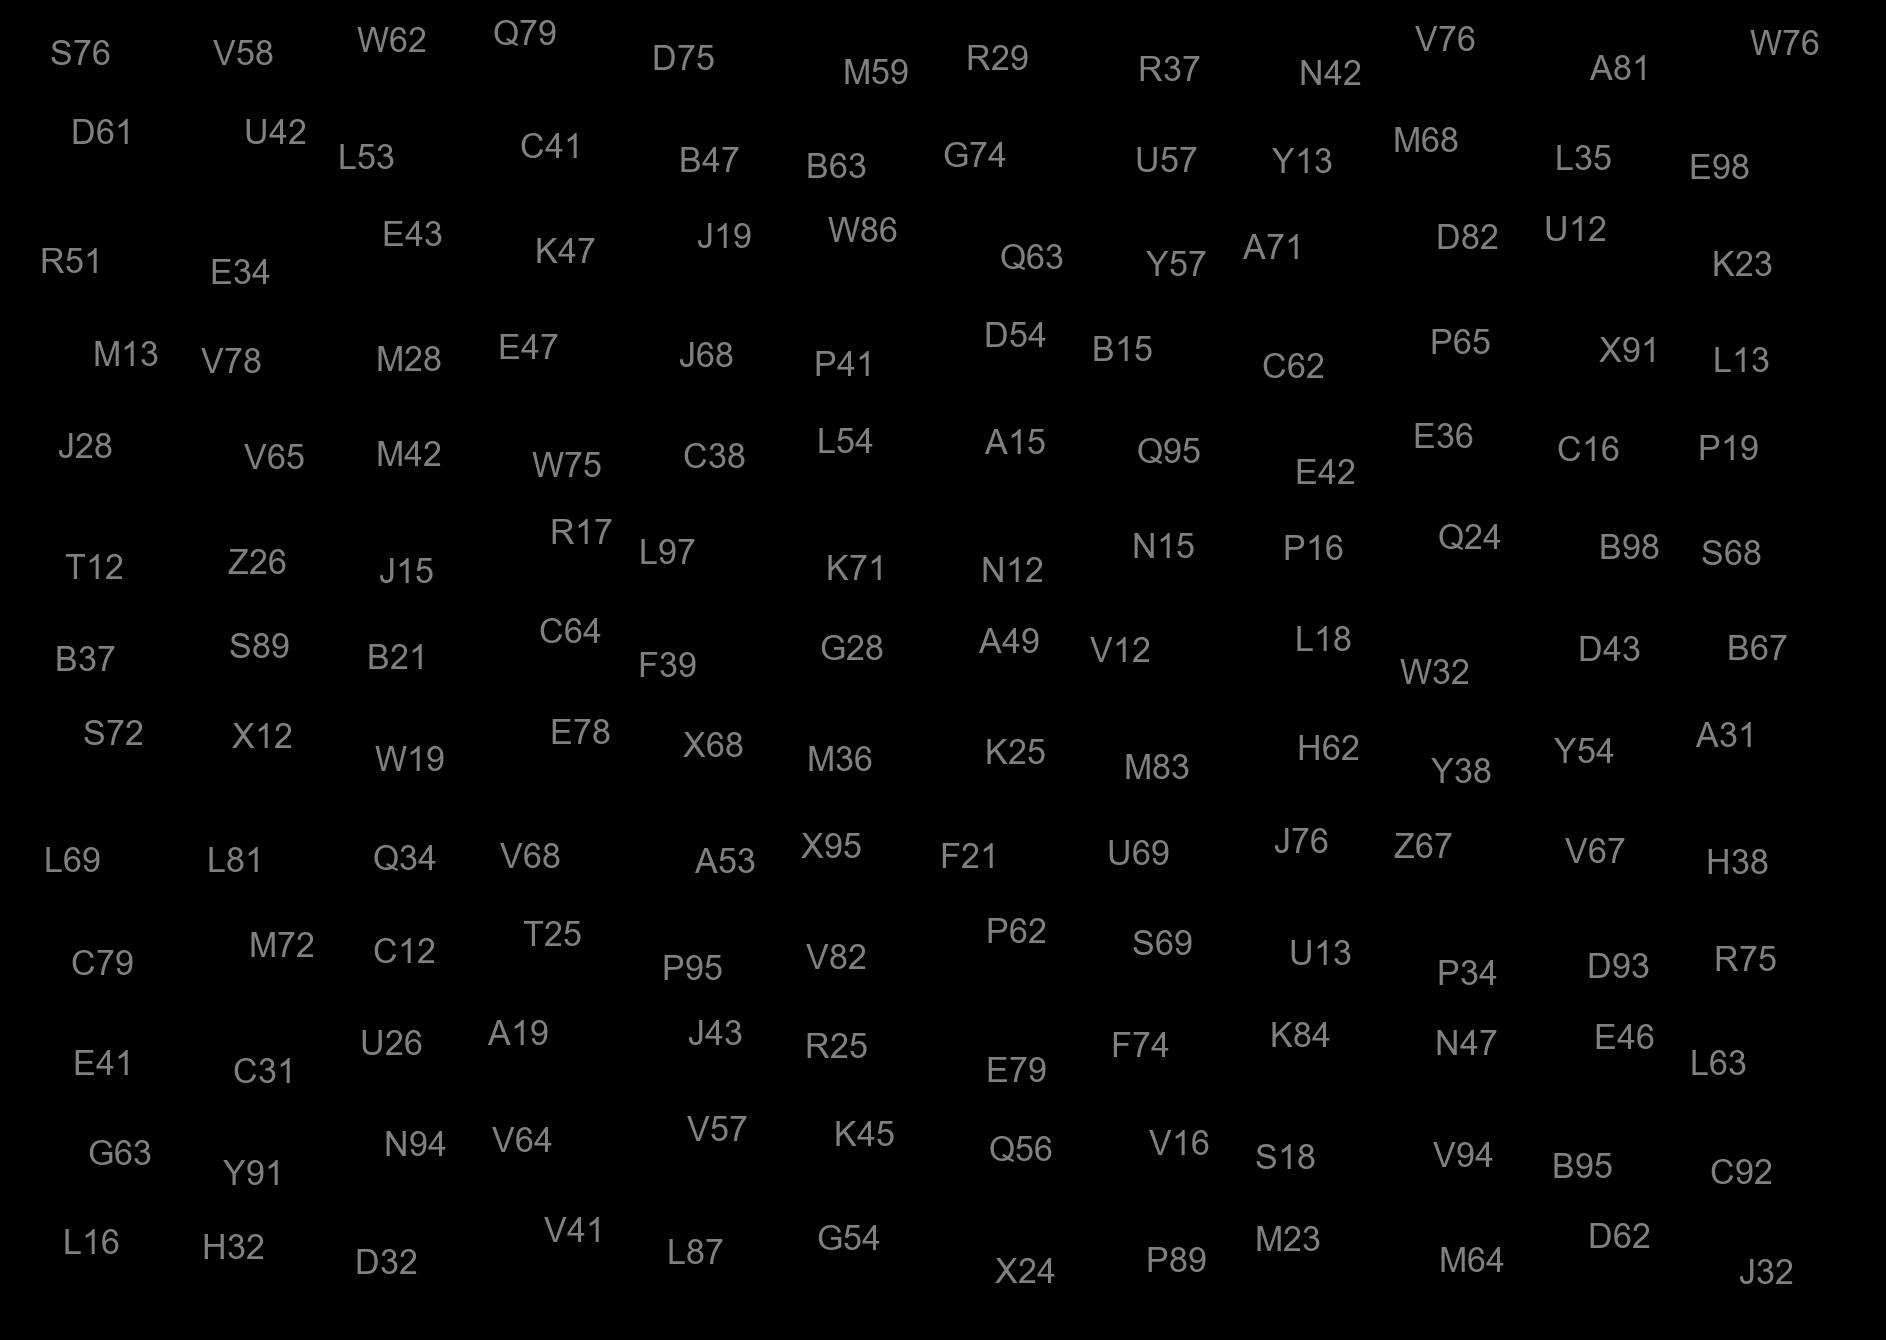 S76 V58 W62 Q79 D75 M59 R29 R37 N42 V76 A81 W76
D61 U42 L53 C41 B47 B63 G74 U57 Y13 M68 L35 E98
R51 E34 E43 K47 J19 W86 Q63 Y57 A71 D82 U12 K23
M13 V78 M28 E47 J68 P41 D54 B15 C62 P65 X91 L13
J28 V65 M42 W75 C38 L54 A15 Q95 E42 E36 C16 P19
T12 Z26 J15 R17 L97 K71 N12 N15 P16 Q24 B98 S68
B37 S89 B21 C64 F39 G28 A49 V12 L18 W32 D43 B67
S72 X12 W19 E78 X68 M36 K25 M83 H62 Y38 Y54 A31
L69 L81 Q34 V68 A53 X95 F21 U69 J76 Z67 V67 H38
C79 M72 C12 T25 P95 V82 P62 S69 U13 P34 D93 R75
E41 C31 U26 A19 J43 R25 E79 F74 K84 N47 E46 L63
G63 Y91 N94 V64 V57 K45 Q56 V16 S18 V94 B95 C92
L16 H32 D32 V41 L87 G54 X24 P89 M23 M64 D62 J32